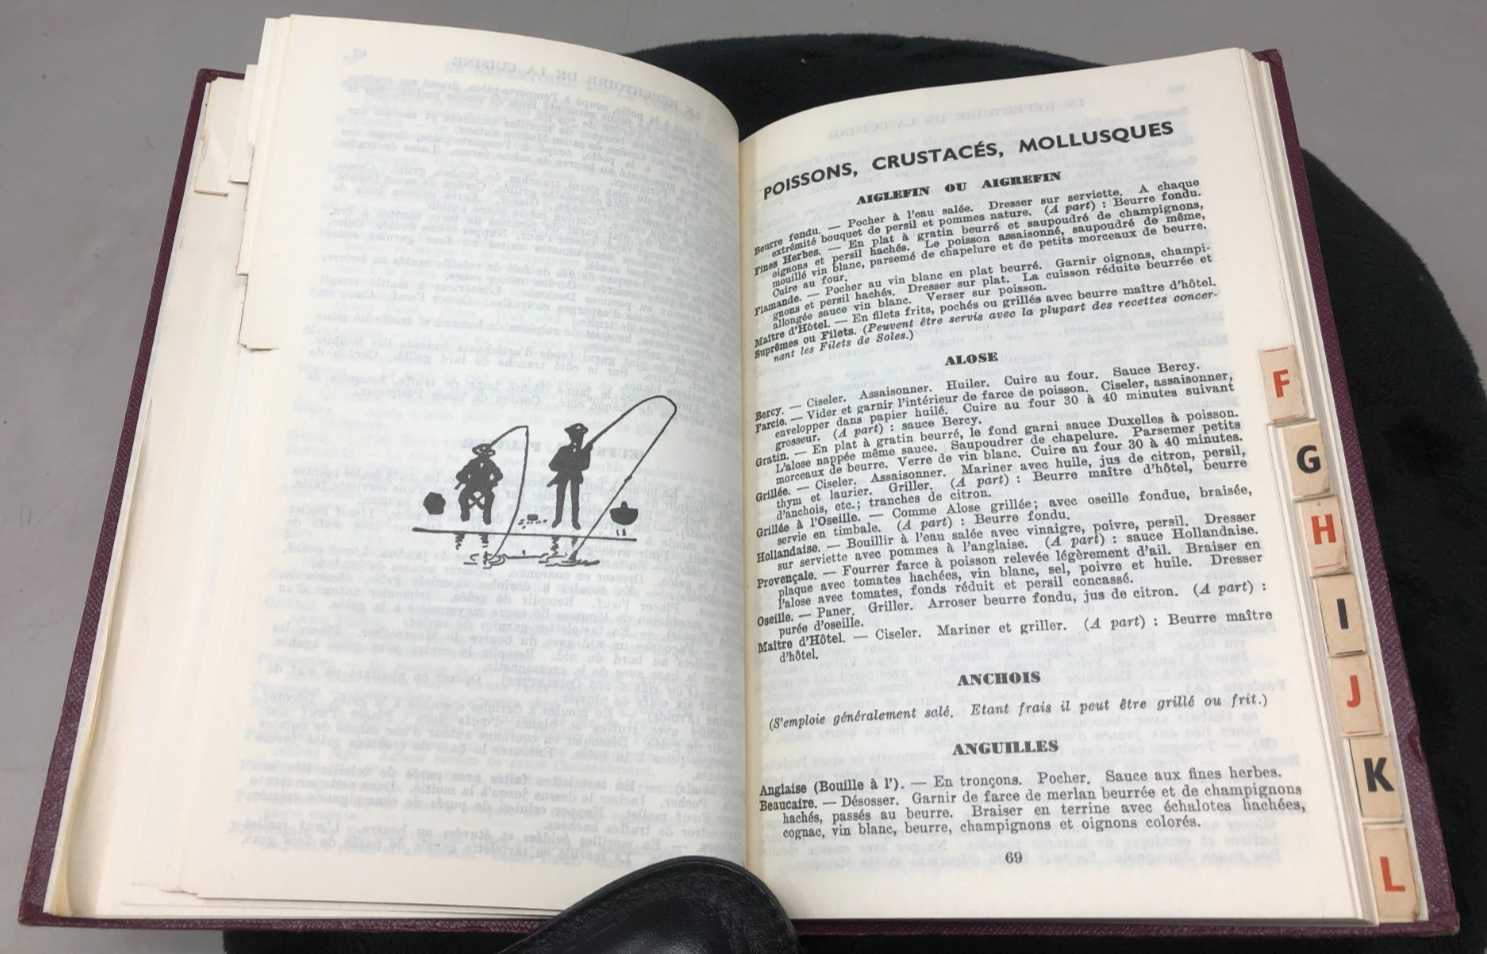 POISSONS, CRUSTACÉS, MOLLUSQUES
AIGLEFIN OU AIGREFIN
Beurre fondu. — Pocher à l'eau salée. Dresser sur serviette. A chaque
extrémité bouquet de persil et pommes nature. (A part) : Beurre fondu.
Fines Herbes. — En plat à gratin beurré et saupoudré de champignons,
oignons et persil hachés. Le poisson assaisonné, saupoudré de même,
mouillé vin blanc, parsemé de chapelure et de petits morceaux de beurre.
Cuire au four.
Flamande. — Pocher au vin blanc en plat beurré. Garnir oignons, champi-
gnons et persil hachés. Dresser sur plat. La cuisson réduite beurrée et
allongée sauce vin blanc. Verser sur poisson.
Maître d'Hôtel. — En filets frits, pochés ou grillés avec beurre maître d'hôtel.
Suprêmes ou Filets. (Peuvent être servis avec la plupart des recettes concer-
nant les Filets de Soles.)
ALOSE
Bercy. — Ciseler. Assaisonner. Huiler. Cuire au four. Sauce Bercy.
Farcie. — Vider et garnir l'intérieur de farce de poisson. Ciseler, assaisonner,
envelopper dans papier huilé. Cuire au four 30 à 40 minutes suivant
grosseur. (A part) : sauce Bercy.
Gratin. — En plat à gratin beurré, le fond garni sauce Duxelles à poisson.
L'alose nappée même sauce. Saupoudrer de chapelure. Parsemer petits
morceaux de beurre. Verre de vin blanc. Cuire au four 30 à 40 minutes.
Grillée. — Ciseler. Assaisonner. Mariner avec huile, jus de citron, persil,
thym et laurier. Griller. (A part) : Beurre maître d'hôtel, beurre
d'anchois, etc.; tranches de citron.
Grillée à l'Oseille. — Comme Alose grillée; avec oseille fondue, braisée,
servie en timbale. (A part) : Beurre fondu.
Hollandaise. — Bouillir à l'eau salée avec vinaigre, poivre, persil. Dresser
sur serviette avec pommes à l'anglaise. (A part) : sauce Hollandaise.
Provençale. — Fourrer farce à poisson relevée légèrement d'ail. Braiser en
plaque avec tomates hachées, vin blanc, sel, poivre et huile. Dresser
l'alose avec tomates, fonds réduit et persil concassé.
Oseille. — Paner. Griller. Arroser beurre fondu, jus de citron. (A part) :
purée d'oseille.
Maître d'Hôtel. — Ciseler. Mariner et griller. (A part) : Beurre maître
d'hôtel.
ANCHOIS
(S'emploie généralement salé. Etant frais il peut être grillé ou frit.)
ANGUILLES
Anglaise (Bouille à l'). — En tronçons. Pocher. Sauce aux fines herbes.
Beaucaire. — Désosser. Garnir de farce de merlan beurrée et de champignons
hachés, passés au beurre. Braiser en terrine avec échalotes hachées,
cognac, vin blanc, beurre, champignons et oignons colorés.
69
F
G
H
I
J
K
L